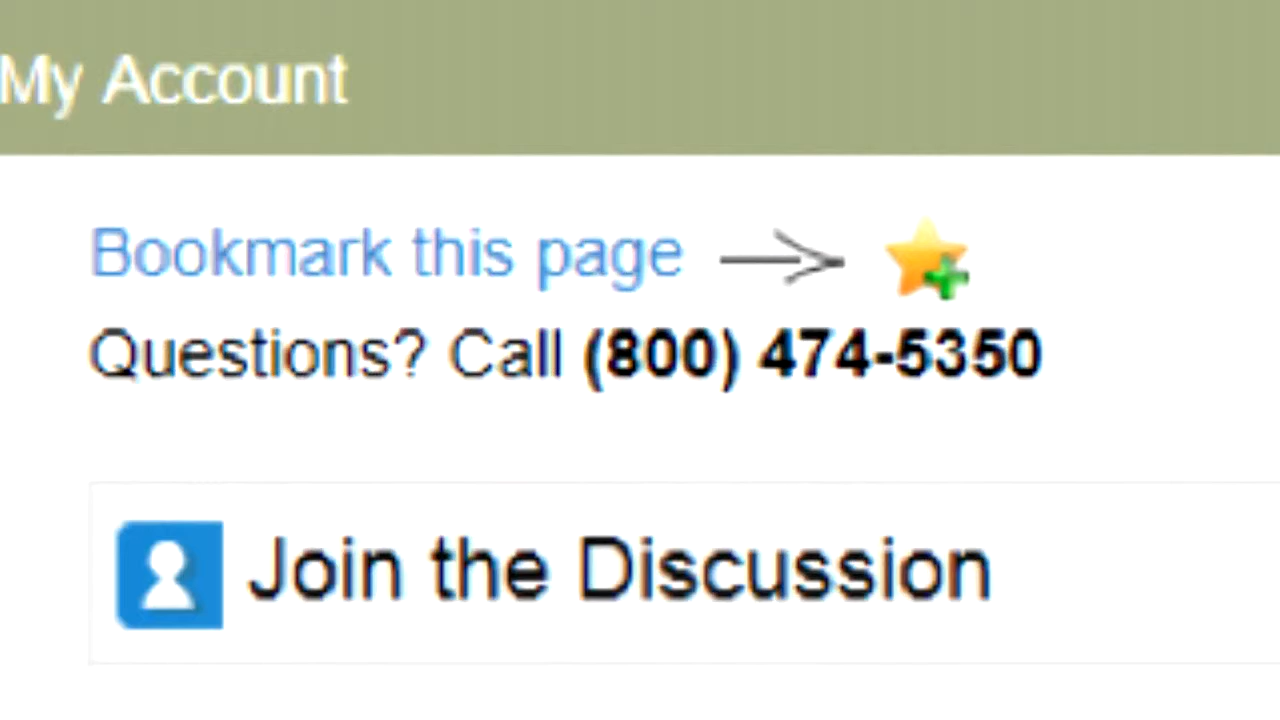 My Account
Bookmark this page
Questions? Call (800) 474-5350
Join the Discussion